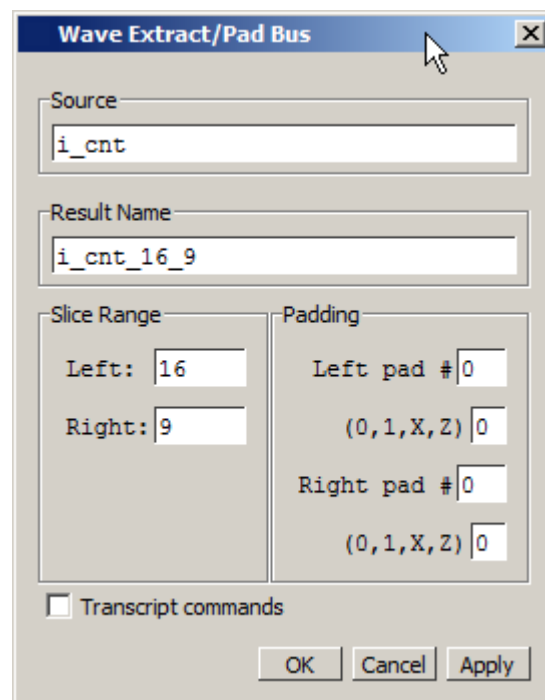 Wave Extract/Pad Bus
Source
i_cnt
Result Name
i_cnt_16_9
Slice Range
Left: 16
Right: 9
Padding
Left pad # 0
(0,1,X,Z) 0
Right pad # 0
(0,1,X,Z) 0
Transcript commands
OK Cancel Apply